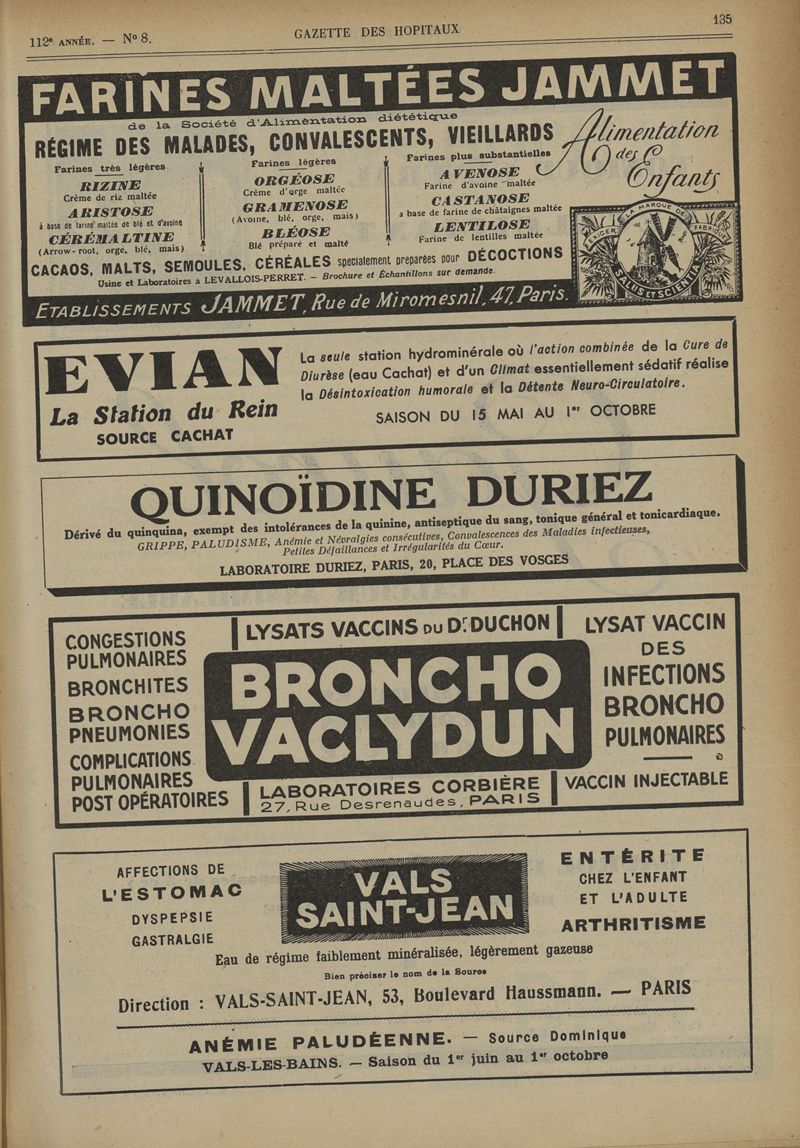 112e ANNÉE. — No 8.
GAZETTE DES HOPITAUX
135
FARINES MALTÉES JAMMET
de la Société d'Alimentation diététique
RÉGIME DES MALADES, CONVALESCENTS, VIEILLARDS
Alimentation
des
Enfants
Farines très légères
RIZINE
Crème de riz maltée
ARISTOSE
à base de farine maltée de blé et d'avoine
CÉRÉMALTINE
(Arrow-root, orge, blé, mais)
Farines légères
ORGÉOSE
Crème d'orge maltée
GRAMENOSE
(Avoine, blé, orge, mais)
BLÉOSE
Blé préparé et malté
Farines plus substantielles
AVENOSE
Farine d'avoine maltée
CASTANOSE
a base de farine de châtaignes maltée
LENTILOSE
Farine de lentilles maltée
EXIGER LA MARQUE DE FABRIQUE
SALUS ET SCIENTIA
CACAOS, MALTS, SEMOULES, CÉRÉALES specialement preparées pour DÉCOCTIONS
Usine et Laboratoires a LEVALLOIS-PERRET. — Brochure et Échantillons sur demande.
ETABLISSEMENTS JAMMET, Rue de Miromesnil, 47, Paris.
EVIAN
La Station du Rein
SOURCE CACHAT
La seule station hydrominérale où l'action combinée de la Cure de
Diurèse (eau Cachat) et d'un Climat essentiellement sédatif réalise
la Désintoxication humorale et la Détente Neuro-Circulatoire.
SAISON DU 15 MAI AU 1er OCTOBRE
QUINOÏDINE DURIEZ
Dérivé du quinquina, exempt des intolérances de la quinine, antiseptique du sang, tonique général et tonicardiaque.
GRIPPE, PALUDISME, Anémie et Névralgies consécutives, Convalescences des Maladies infectieuses,
Petites Défaillances et Irrégularités du Cœur.
LABORATOIRE DURIEZ, PARIS, 20, PLACE DES VOSGES
CONGESTIONS
PULMONAIRES
BRONCHITES
BRONCHO
PNEUMONIES
COMPLICATIONS
PULMONAIRES
POST OPÉRATOIRES
LYSATS VACCINS DU Dr. DUCHON
BRONCHO
VACLYDUN
LABORATOIRES CORBIÈRE
27, Rue Desrenaudes, PARIS
LYSAT VACCIN
DES
INFECTIONS
BRONCHO
PULMONAIRES
VACCIN INJECTABLE
AFFECTIONS DE
L'ESTOMAC
DYSPEPSIE
GASTRALGIE
VALS
SAINT-JEAN
ENTÉRITE
CHEZ L'ENFANT
ET L'ADULTE
ARTHRITISME
Eau de régime faiblement minéralisée, légèrement gazeuse
Bien préciser le nom de la Source
Direction : VALS-SAINT-JEAN, 53, Boulevard Haussmann. — PARIS
ANÉMIE PALUDÉENNE. — Source Dominique
VALS-LES-BAINS. — Saison du 1er juin au 1er octobre